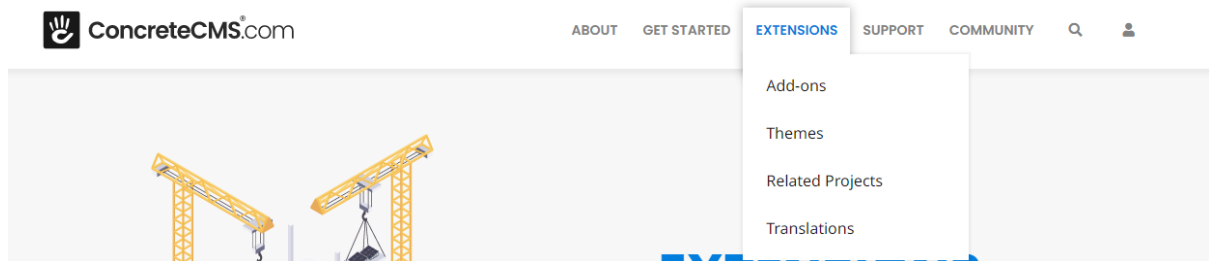 ConcreteCMS®.com
ABOUT GET STARTED EXTENSIONS SUPPORT COMMUNITY
Add-ons
Themes
Related Projects
Translations